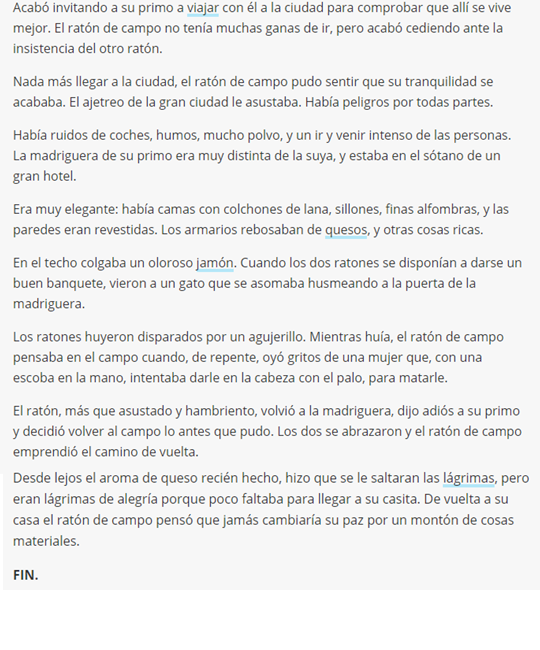 Acabó invitando a su primo a viajar con él a la ciudad para comprobar que allí se vive
mejor. El ratón de campo no tenía muchas ganas de ir, pero acabó cediendo ante la
insistencia del otro ratón.
Nada más llegar a la ciudad, el ratón de campo pudo sentir que su tranquilidad se
acababa. El ajetreo de la gran ciudad le asustaba. Había peligros por todas partes.
Había ruidos de coches, humos, mucho polvo, y un ir y venir intenso de las personas.
La madriguera de su primo era muy distinta de la suya, y estaba en el sótano de un
gran hotel.
Era muy elegante: había camas con colchones de lana, sillones, finas alfombras, y las
paredes eran revestidas. Los armarios rebosaban de quesos, y otras cosas ricas.
En el techo colgaba un oloroso jamón. Cuando los dos ratones se disponían a darse un
buen banquete, vieron a un gato que se asomaba husmeando a la puerta de la
madriguera.
Los ratones huyeron disparados por un agujerillo. Mientras huía, el ratón de campo
pensaba en el campo cuando, de repente, oyó gritos de una mujer que, con una
escoba en la mano, intentaba darle en la cabeza con el palo, para matarle.
El ratón, más que asustado y hambriento, volvió a la madriguera, dijo adiós a su primo
y decidió volver al campo lo antes que pudo. Los dos se abrazaron y el ratón de campo
emprendió el camino de vuelta.
Desde lejos el aroma de queso recién hecho, hizo que se le saltaran las lágrimas, pero
eran lágrimas de alegría porque poco faltaba para llegar a su casita. De vuelta a su
casa el ratón de campo pensó que jamás cambiaría su paz por un montón de cosas
materiales.
FIN.